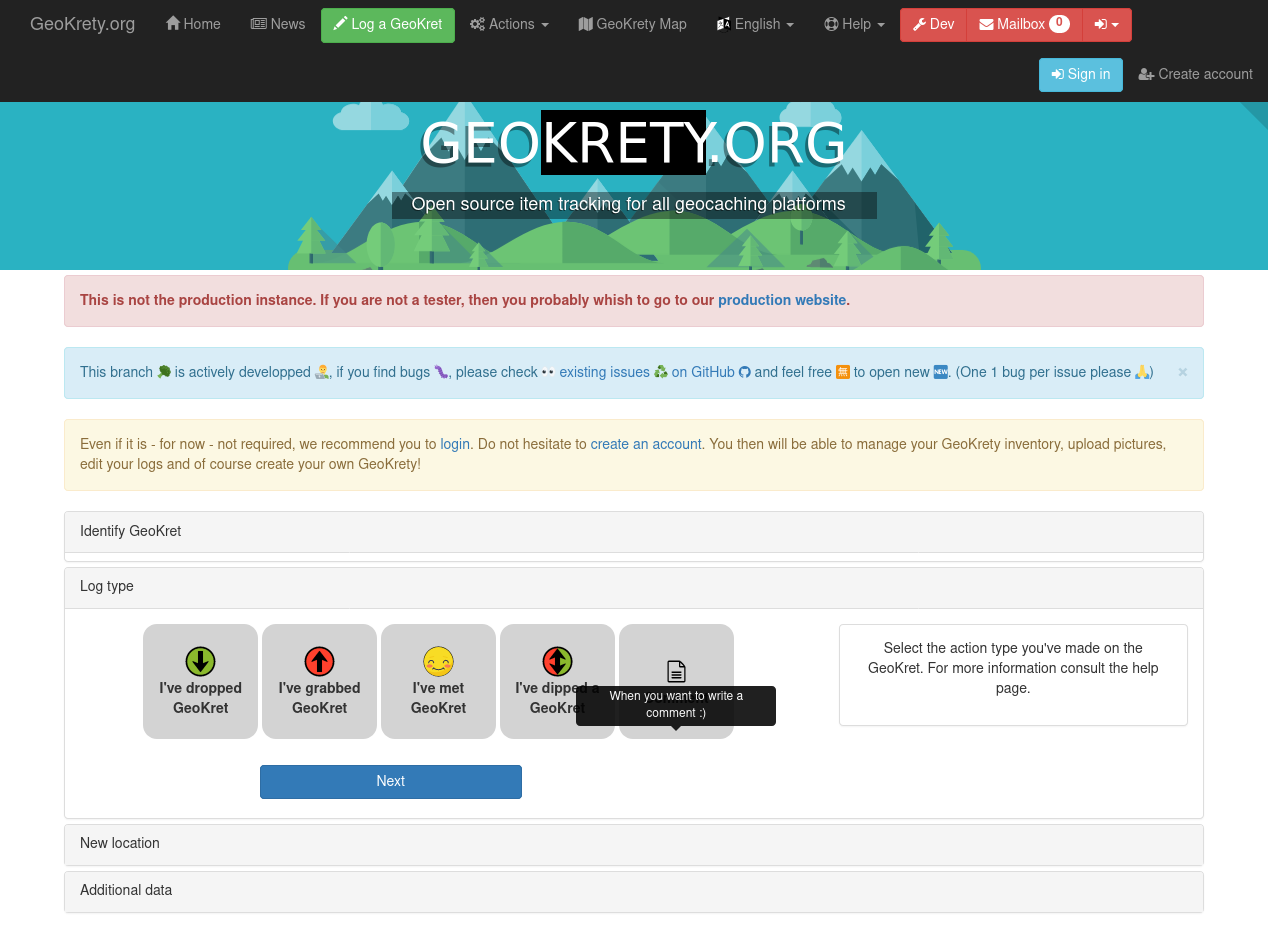 GeoKrety.org Home News Log a GeoKret Actions GeoKrety Map English Help Dev Mailbox 0
Sign in Create account
GEOKRETY.ORG
Open source item tracking for all geocaching platforms
This is not the production instance. If you are not a tester, then you probably whish to go to our production website.
This branch 🥦 is actively developped, if you find bugs 🐛, please check 👀 existing issues ♻️ on GitHub and feel free 🈚 to open new 🆕. (One 1 bug per issue please 🙏) ×
Even if it is - for now - not required, we recommend you to login. Do not hesitate to create an account. You then will be able to manage your GeoKrety inventory, upload pictures,
edit your logs and of course create your own GeoKrety!
Identify GeoKret
Log type
I've dropped
GeoKret
I've grabbed
GeoKret
I've met
GeoKret
I've dipped a
GeoKret
When you want to write a
comment :)
Select the action type you've made on the
GeoKret. For more information consult the help
page.
Next
New location
Additional data